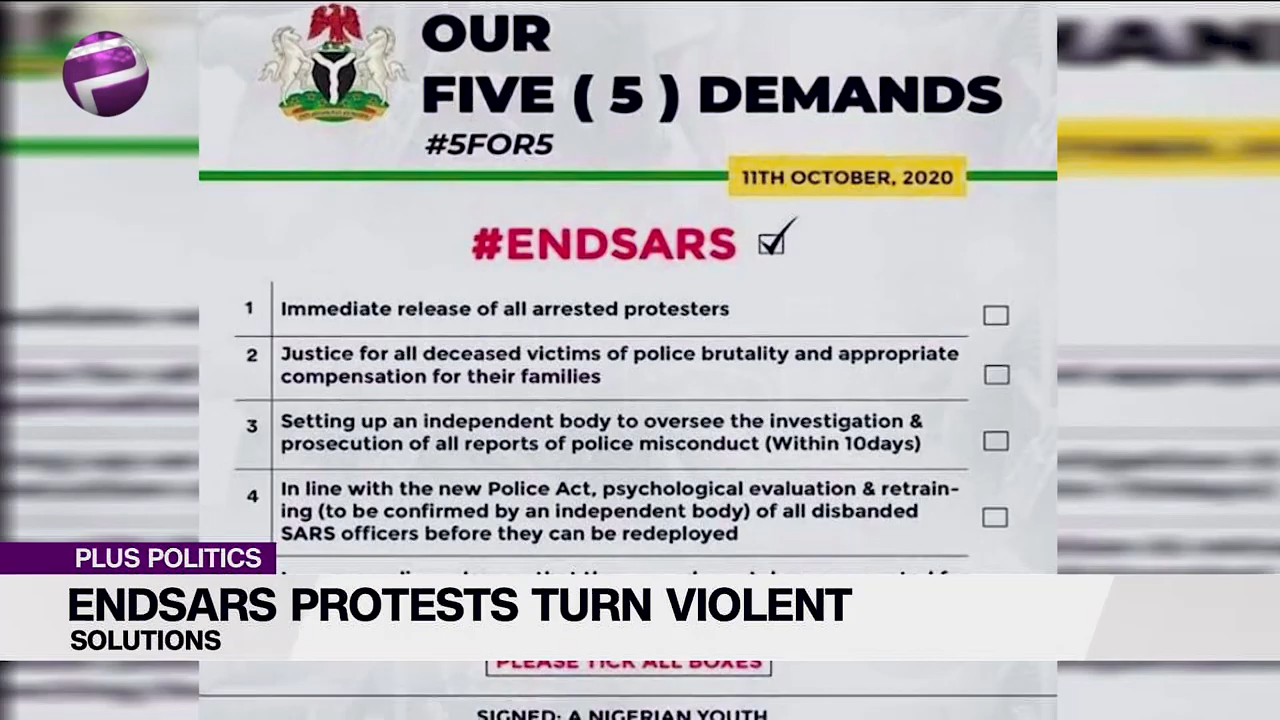 OUR
FIVE ( 5 ) DEMANDS
#5FOR5
11TH OCTOBER, 2020
#ENDSARS
1 Immediate release of all arrested protesters
2 Justice for all deceased victims of police brutality and appropriate
compensation for their families
3 Setting up an independent body to oversee the investigation &
prosecution of all reports of police misconduct (Within 10days)
4 In line with the new Police Act, psychological evaluation & retrain-
ing (to be confirmed by an independent body) of all disbanded
SARS officers before they can be redeployed
PLUS POLITICS
ENDSARS PROTESTS TURN VIOLENT
SOLUTIONS
PLEASE TICK ALL BOXES
SIGNED: A NIGERIAN YOUTH